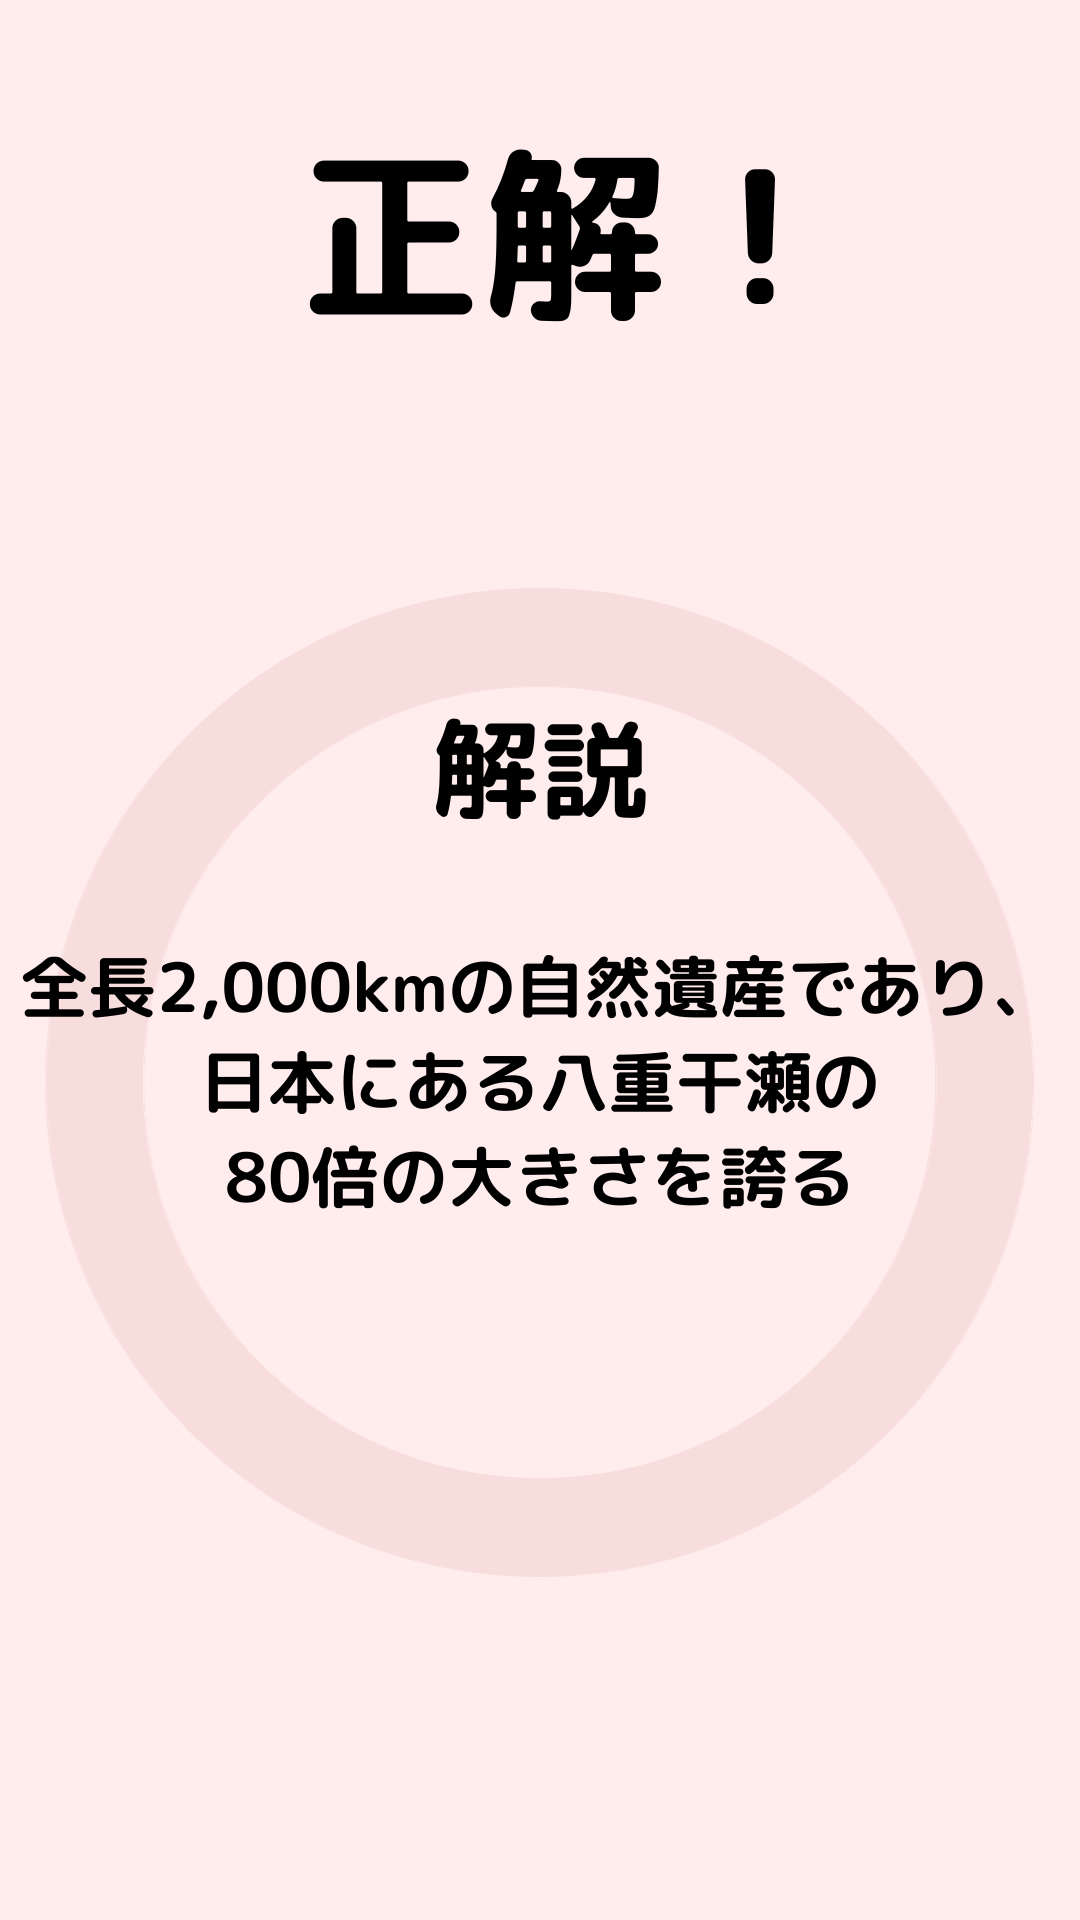 正解！
解説
全長2,000kmの自然遺産であり、
日本にある八重干瀬の
80倍の大きさを誇る